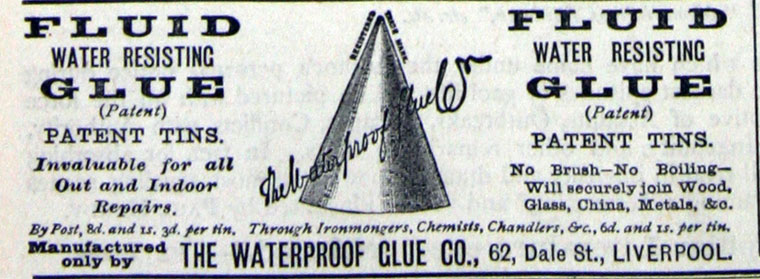 FLUID
WATER RESISTING
GLUE
(Patent)
PATENT TINS.
Invaluable for all
Out and Indoor
Repairs.
The Waterproof Glue Co
FLUID
WATER RESISTING
GLUE
(Patent)
PATENT TINS.
No Brush—No Boiling—
Will securely join Wood,
Glass, China, Metals, &c.
By Post, 8d. and 1s. 3d. per tin. Through Ironmongers, Chemists, Chandlers, &c., 6d. and 1s. per tin.
Manufactured
only by THE WATERPROOF GLUE CO., 62, Dale St., LIVERPOOL.